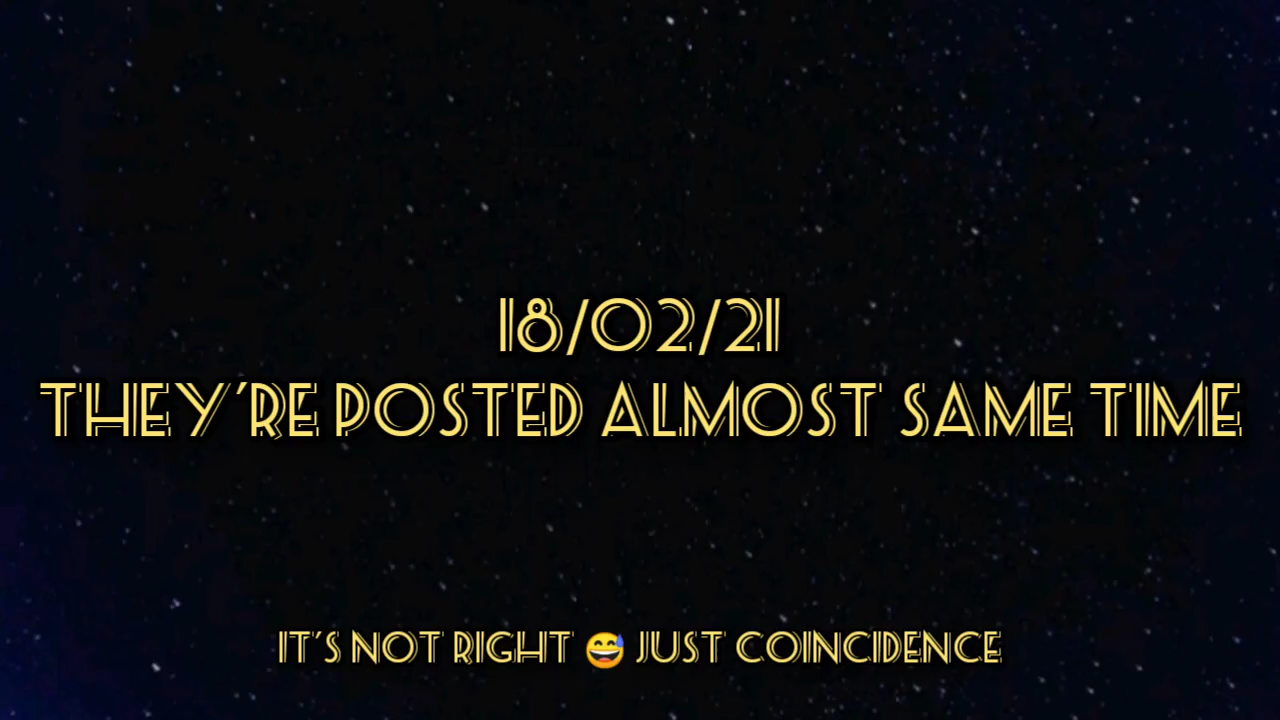 18/02/21
THEY'RE POSTED ALMOST SAME TIME
IT'S NOT RIGHT 😅 JUST COINCIDENCE